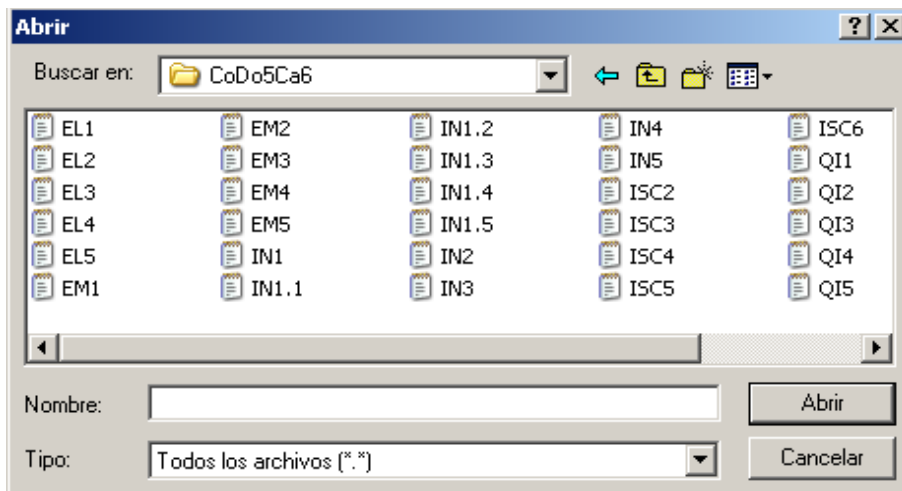 Abrir
Buscar en: CoDo5Ca6
EL1 EM2 IN1.2 IN4 ISC6
EL2 EM3 IN1.3 IN5 QI1
EL3 EM4 IN1.4 ISC2 QI2
EL4 EM5 IN1.5 ISC3 QI3
EL5 IN1 IN2 ISC4 QI4
EM1 IN1.1 IN3 ISC5 QI5
Nombre: Abrir
Tipo: Todos los archivos (*.*) Cancelar